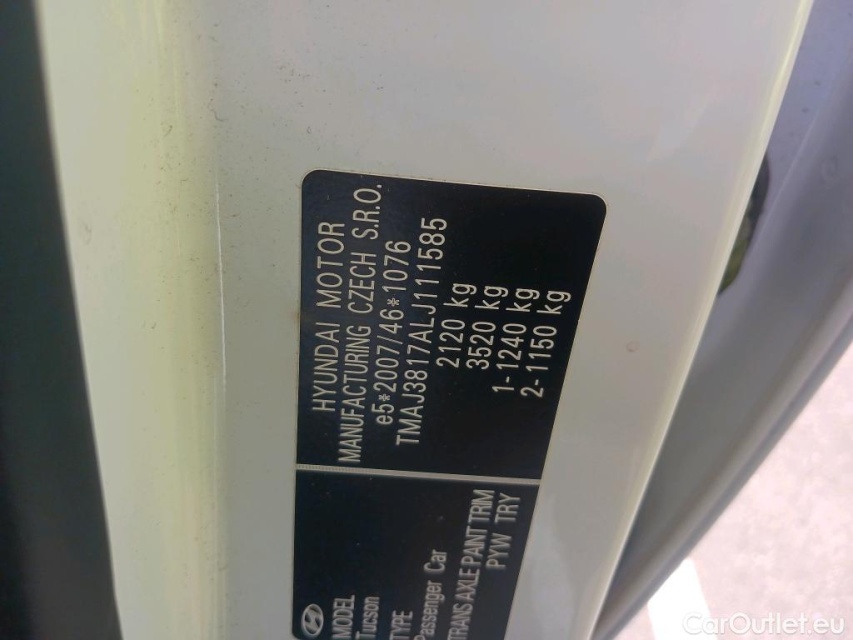 HYUNDAI MOTOR
MANUFACTURING CZECH S.R.O.
e5*2007/46*1076
TMAJ3817ALJ111585
2120 kg
3520 kg
1-1240 kg
2-1150 kg
MODEL
Tucson
TYPE
Passenger Car
TRANS AXLE PAINT TRIM
PYW TRY
CarOutlet.eu